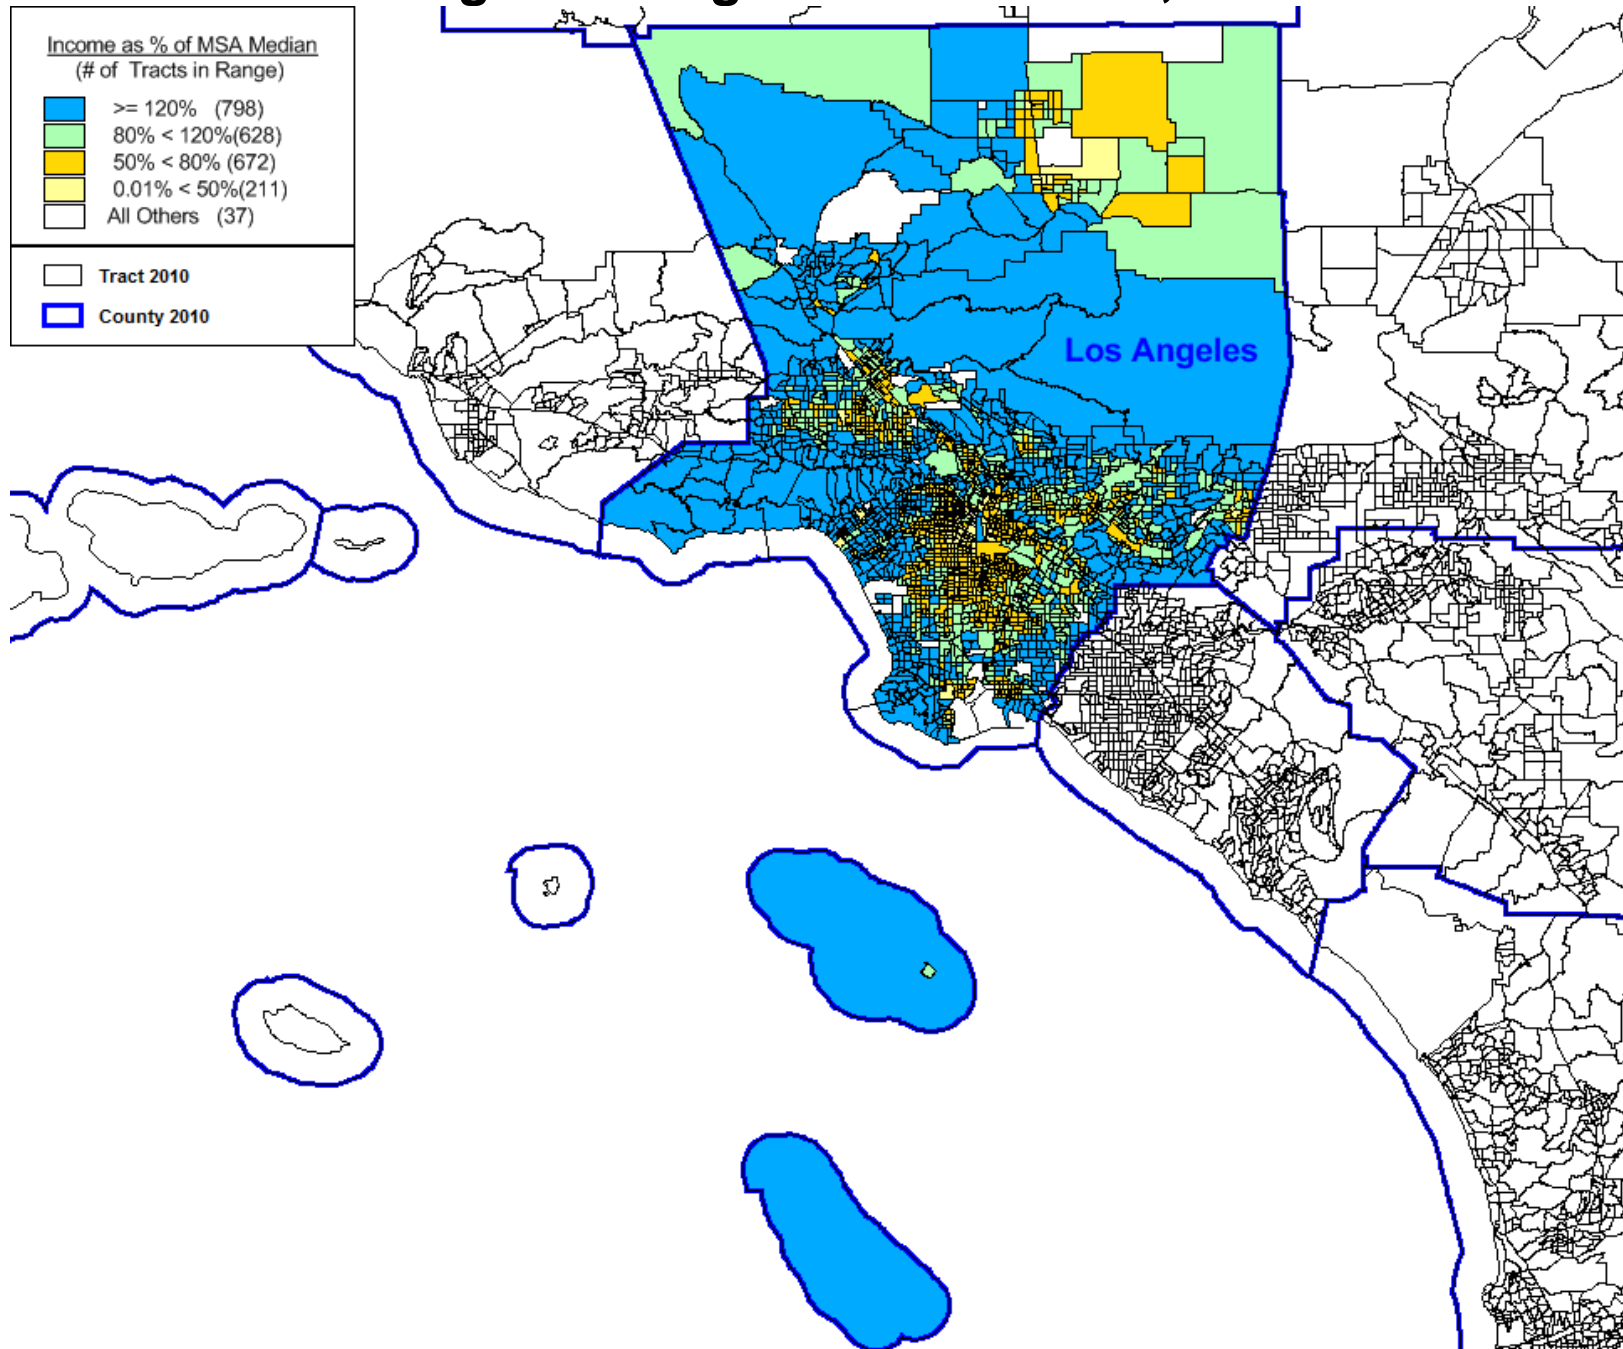 Income as % of MSA Median
(# of Tracts in Range)
>= 120% (798)
80% < 120%(628)
50% < 80% (672)
0.01% < 50%(211)
All Others (37)
Tract 2010
County 2010
Los Angeles